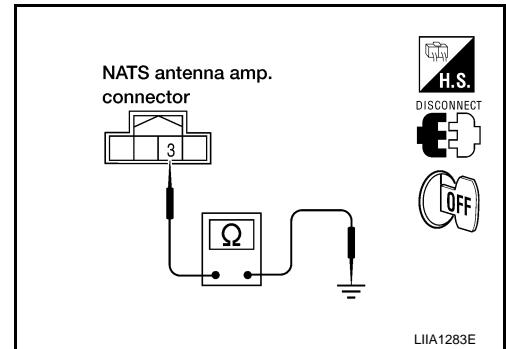 NATS antenna amp.
connector
3
Ω
H.S.
DISCONNECT
OFF
LIIA1283E